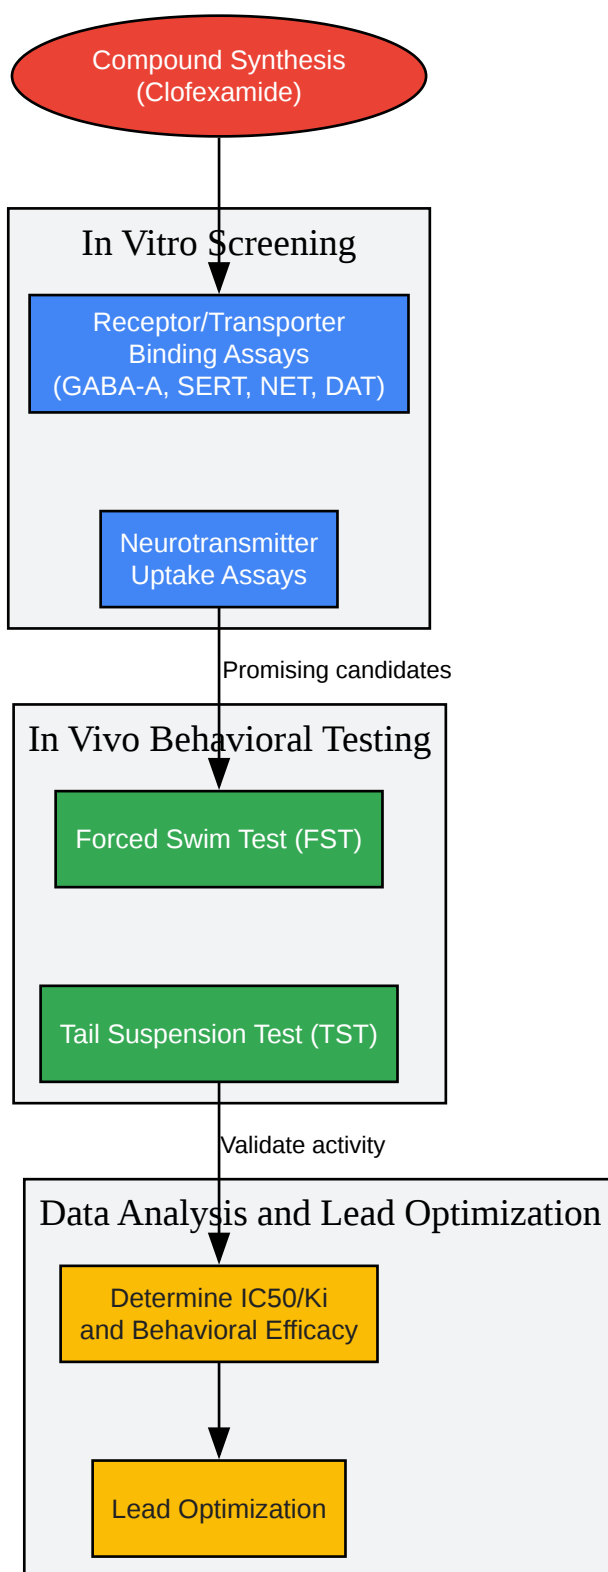 Compound Synthesis
(Clofexamide)
In Vitro Screening
Receptor/Transporter
Binding Assays
(GABA-A, SERT, NET, DAT)
Neurotransmitter
Uptake Assays
Promising candidates
In Vivo Behavioral Testing
Forced Swim Test (FST)
Tail Suspension Test (TST)
Validate activity
Data Analysis and Lead Optimization
Determine IC50/Ki
and Behavioral Efficacy
Lead Optimization